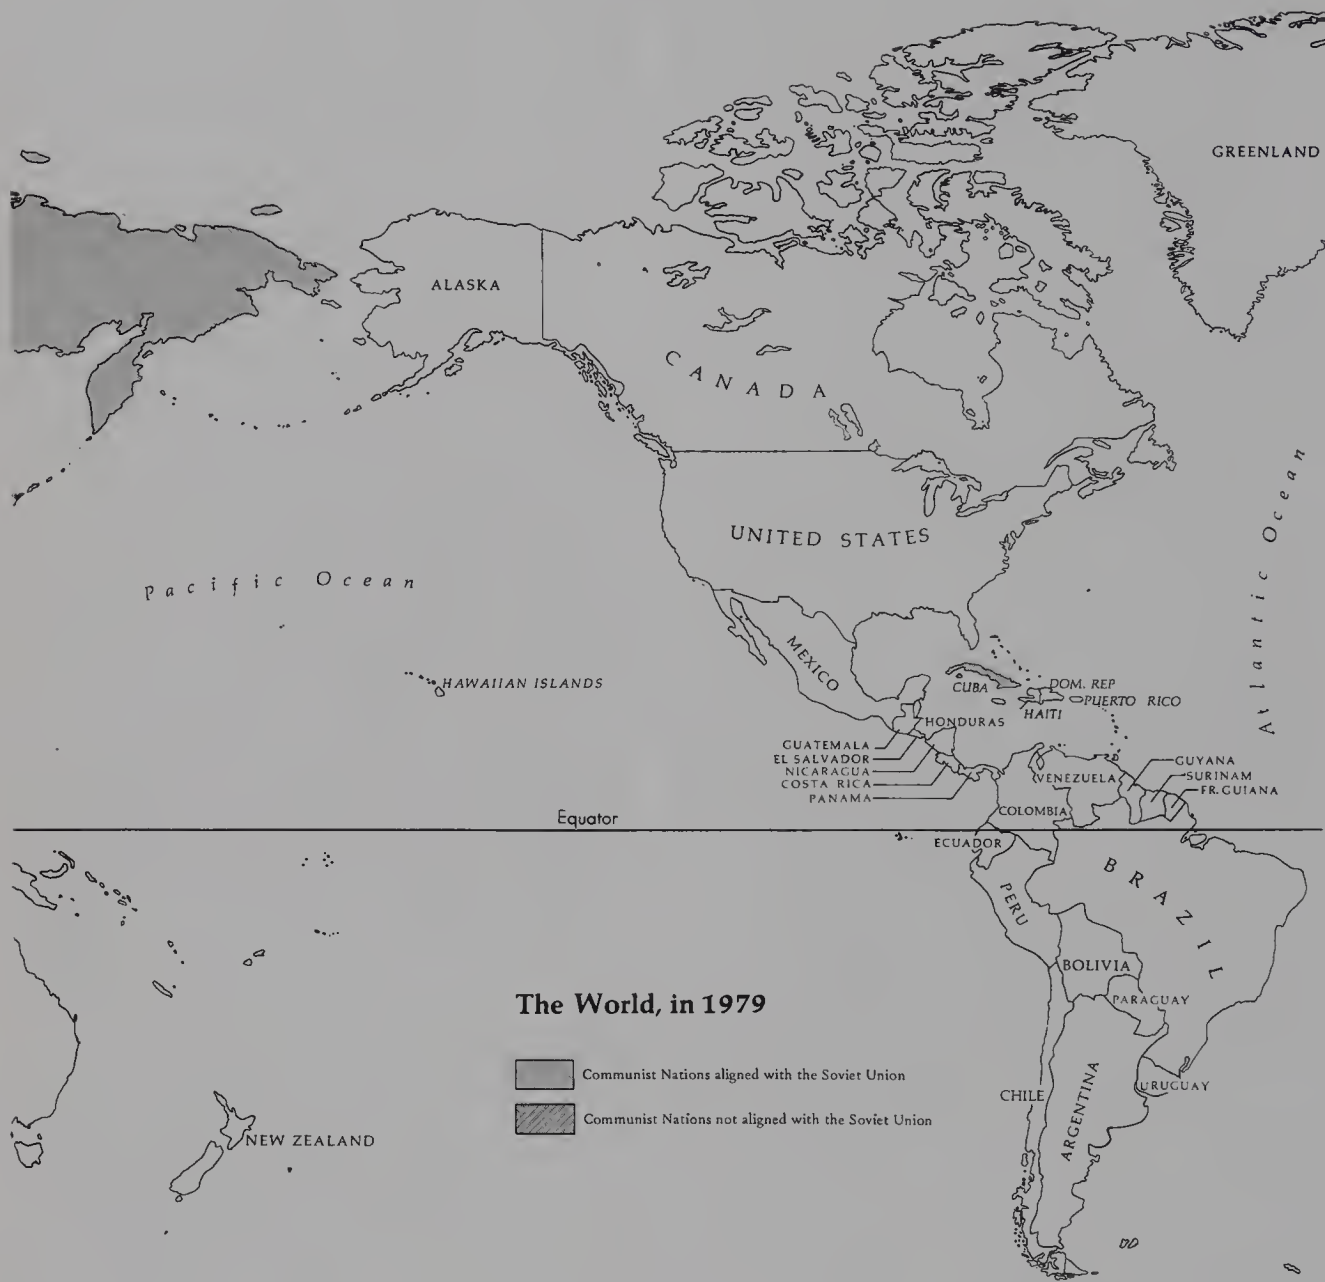 GREENLAND
ALASKA
CANADA
UNITED STATES
Atlantic Ocean
Pacific Ocean
MEXICO
HAWAIIAN ISLANDS
CUBA
DOM. REP
PUERTO RICO
HAITI
HONDURAS
GUATEMALA
EL SALVADOR
NICARAGUA
COSTA RICA
PANAMA
GUYANA
SURINAM
FR. GUIANA
VENEZUELA
COLOMBIA
Equator
ECUADOR
BRAZIL
PERU
BOLIVIA
PARAGUAY
The World, in 1979
Communist Nations aligned with the Soviet Union
Communist Nations not aligned with the Soviet Union
CHILE
ARGENTINA
URUGUAY
NEW ZEALAND